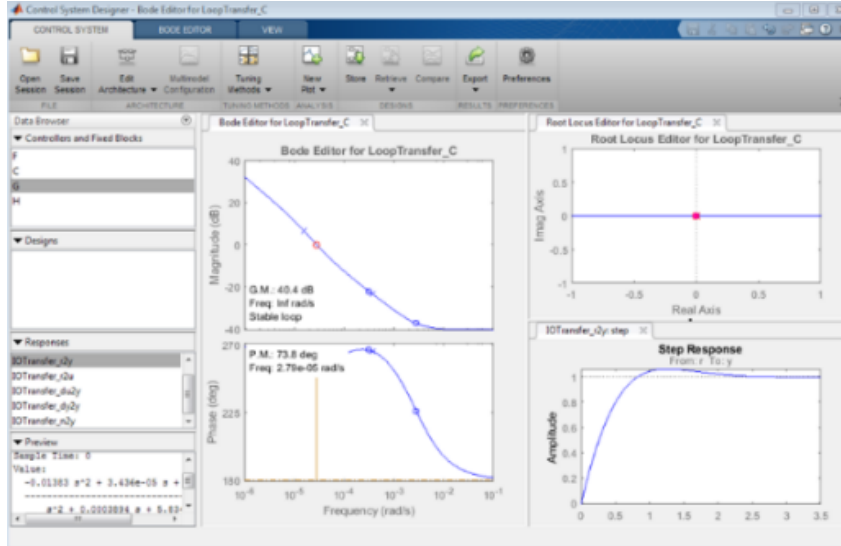 Control System Designer - Bode Editor for LoopTransfer_C
CONTROL SYSTEM
BODE EDITOR
VIEW
Open
Session
Save
Session
Edit
Architecture
Multimodel
Configuration
Tuning
Methods
New
Plot
Store
Retrieve
Compare
Export
Preferences
FILE
ARCHITECTURE
TUNING METHODS
ANALYSIS
DESIGNS
RESULTS
PREFERENCES
Data Browser
Controllers and Fixed Blocks
F
C
G
H
Designs
Responses
IOTransfer_r2y
IOTransfer_r2u
IOTransfer_du2y
IOTransfer_dy2y
IOTransfer_n2y
Preview
Sample Time: 0
Value:
-0.01383 s^2 + 3.436e-05 s +
-------------------------------
s^2 + 0.0003894 s +
Bode Editor for LoopTransfer_C
Bode Editor for LoopTransfer_C
Magnitude (dB)
40
20
0
-20
-40
G.M.: 40.4 dB
Freq: Inf rad/s
Stable loop
Phase (deg)
270
225
180
P.M.: 73.8 deg
Freq: 2.79e-05 rad/s
10^-6
10^-5
10^-4
10^-3
10^-2
10^-1
Frequency (rad/s)
Root Locus Editor for LoopTransfer_C
Root Locus Editor for LoopTransfer_C
Imag Axis
1
0.5
0
-0.5
-1
-1
-0.5
0
0.5
1
Real Axis
IOTransfer_r2y: step
Step Response
From: r To: y
Amplitude
1
0.8
0.6
0.4
0.2
0
0
0.5
1
1.5
2
2.5
3
3.5